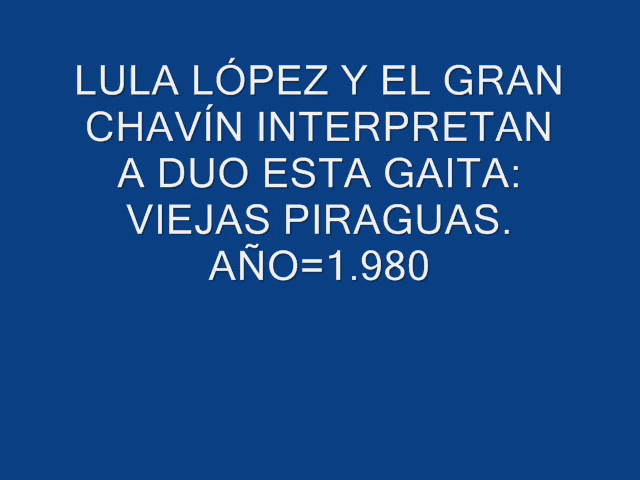 LULA LÓPEZ Y EL GRAN
CHAVÍN INTERPRETAN
A DUO ESTA GAITA:
VIEJAS PIRAGUAS.
AÑO=1.980